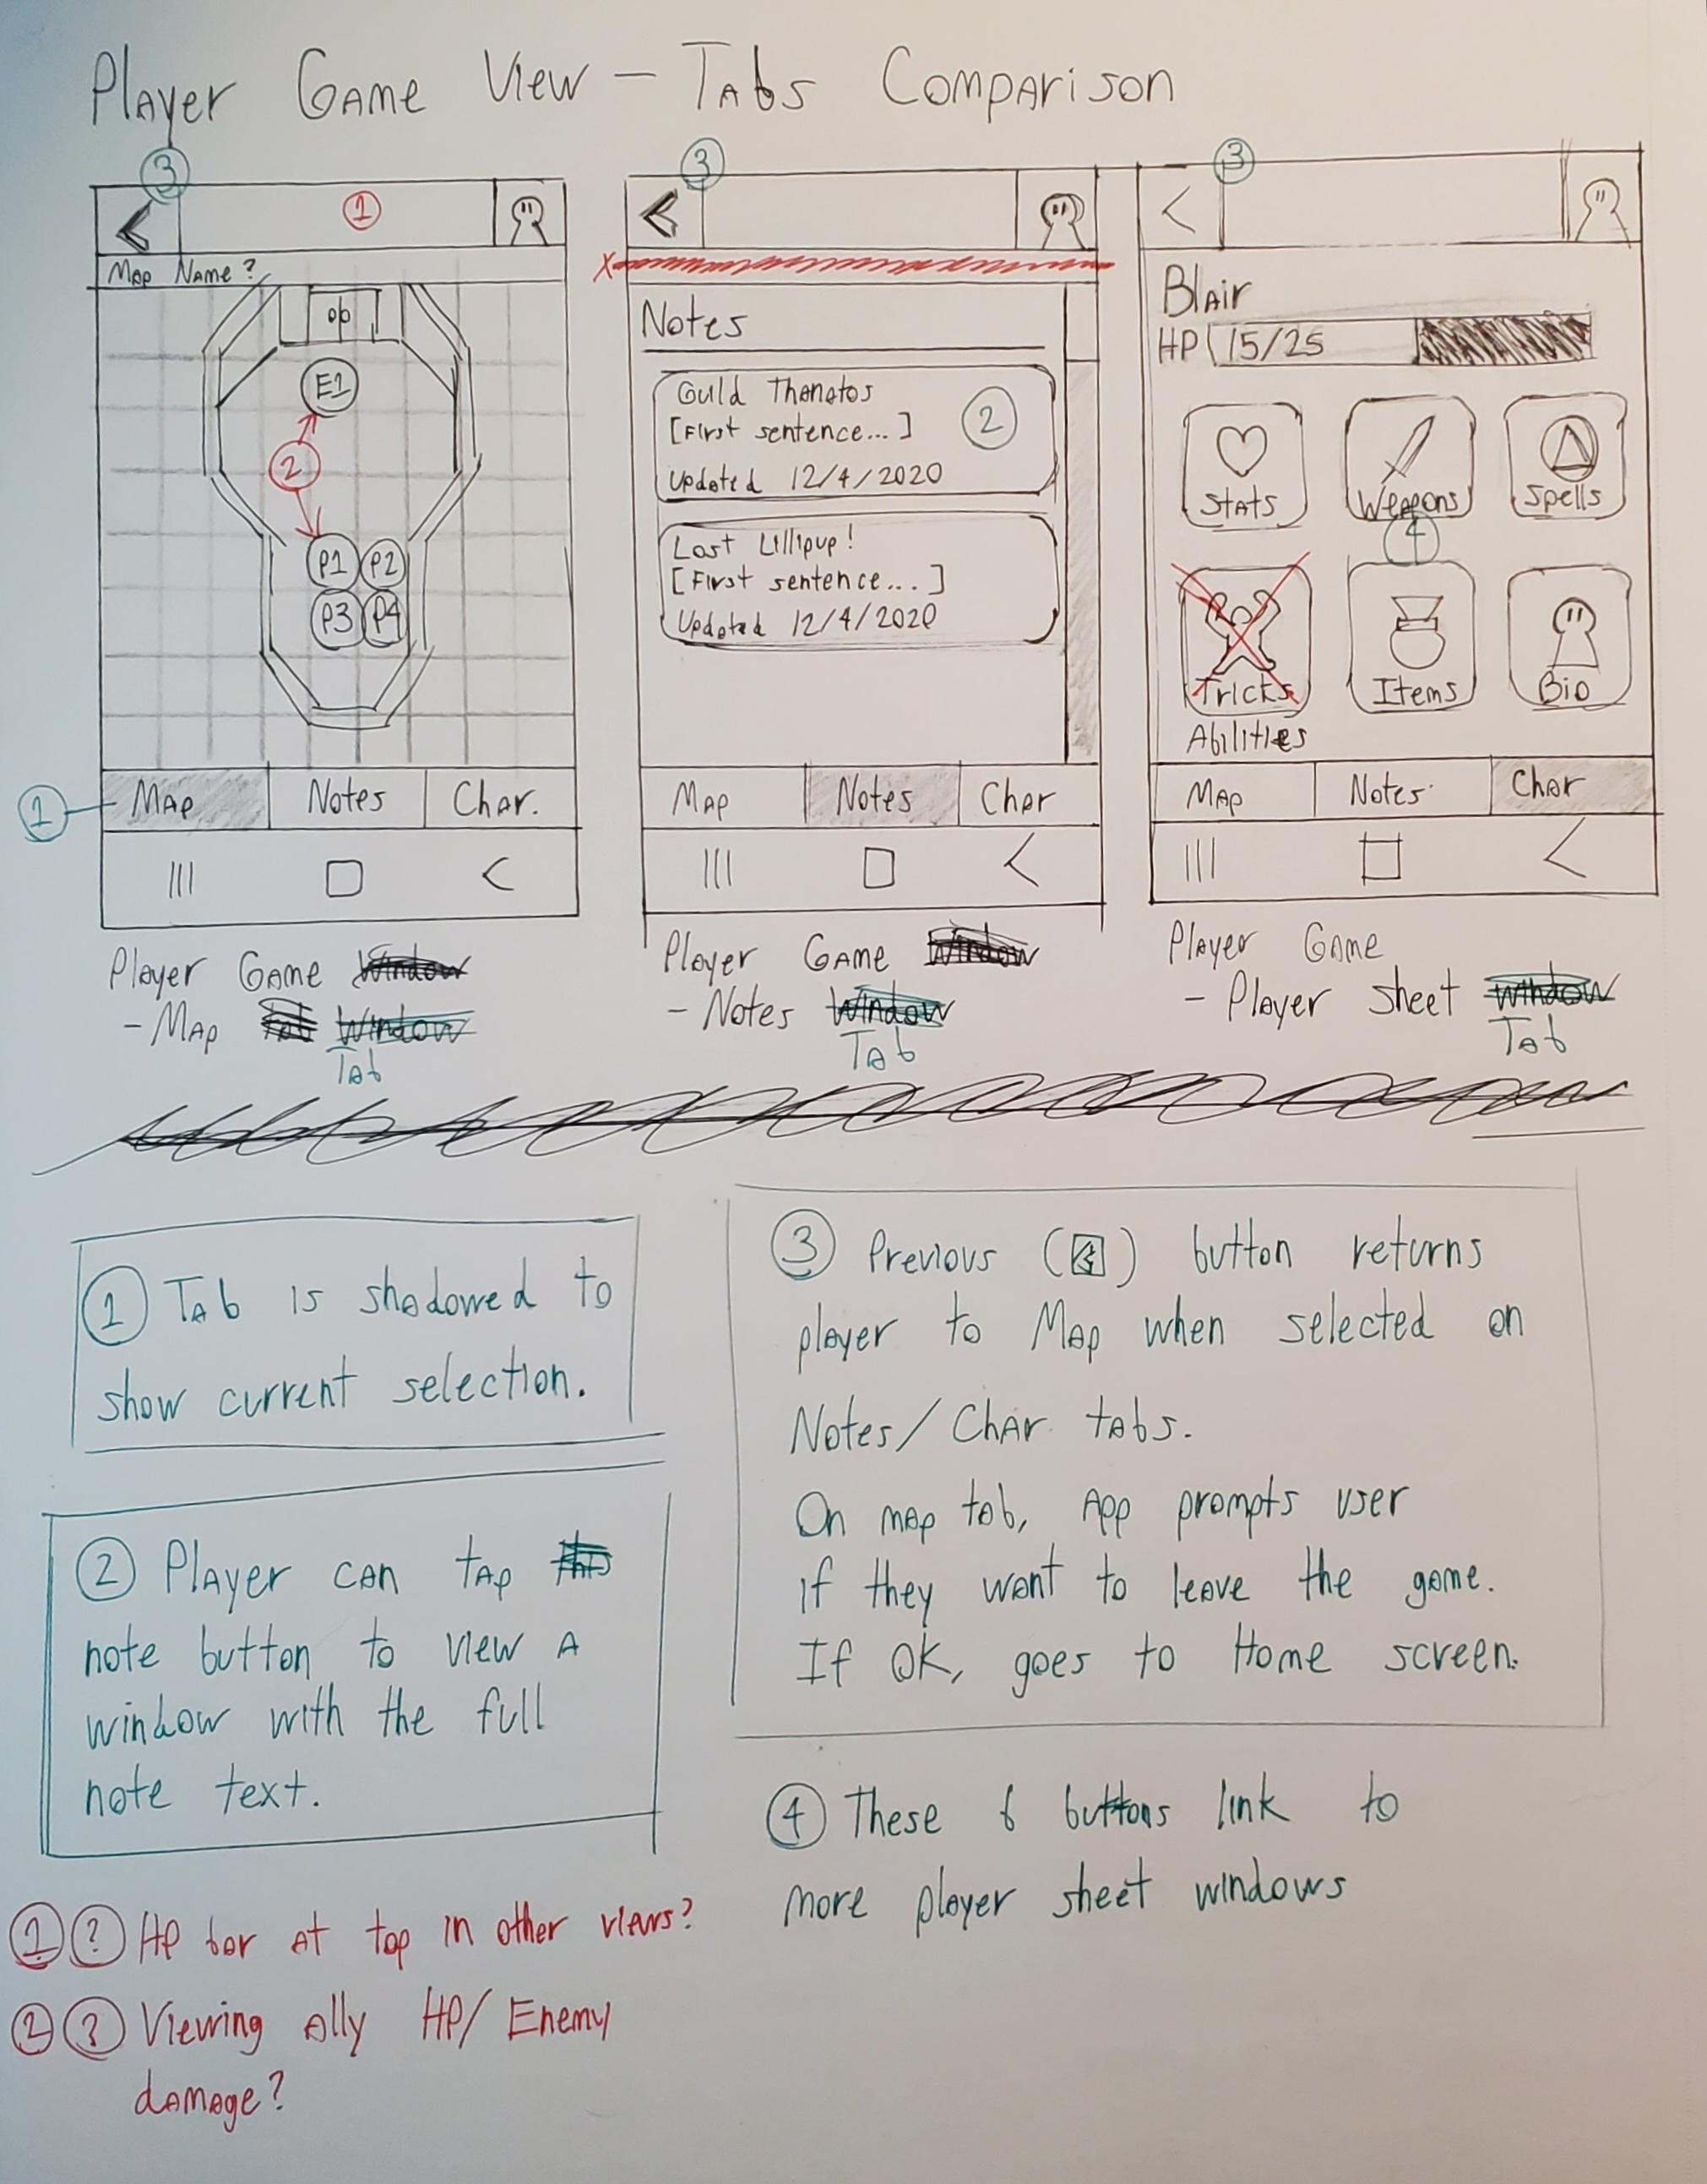 Player Game View - Tabs Comparison
3
1
Map Name?
op
E1
2
P1 P2
P3 P4
1
Map Notes Char.
||| <
Player Game Window
- Map Tab Window
Tab
3
X
Notes
Guild Thanatos
[First sentence...]
2
Updated 12/4/2020
Lost Lillipup!
[First sentence...]
Updated 12/4/2020
Map Notes Char
||| <
Player Game Window
- Notes Window
Tab
3
<
Blair
HP 15/25
Stats Weapons Spells
4
Tricks Items Bio
Abilities
Map Notes Char
||| <
Player Game
- Player sheet Window
Tab
1 Tab is shadowed to
show current selection.
2 Player can tap this
note button to view a
window with the full
note text.
3 Previous (<) button returns
player to Map when selected on
Notes/Char. tabs.
On map tab, App prompts user
if they want to leave the game.
If OK, goes to Home screen.
4 These 6 buttons link to
more player sheet windows
1 ? HP bar at top in other views?
2 ? Viewing ally HP/Enemy
damage?